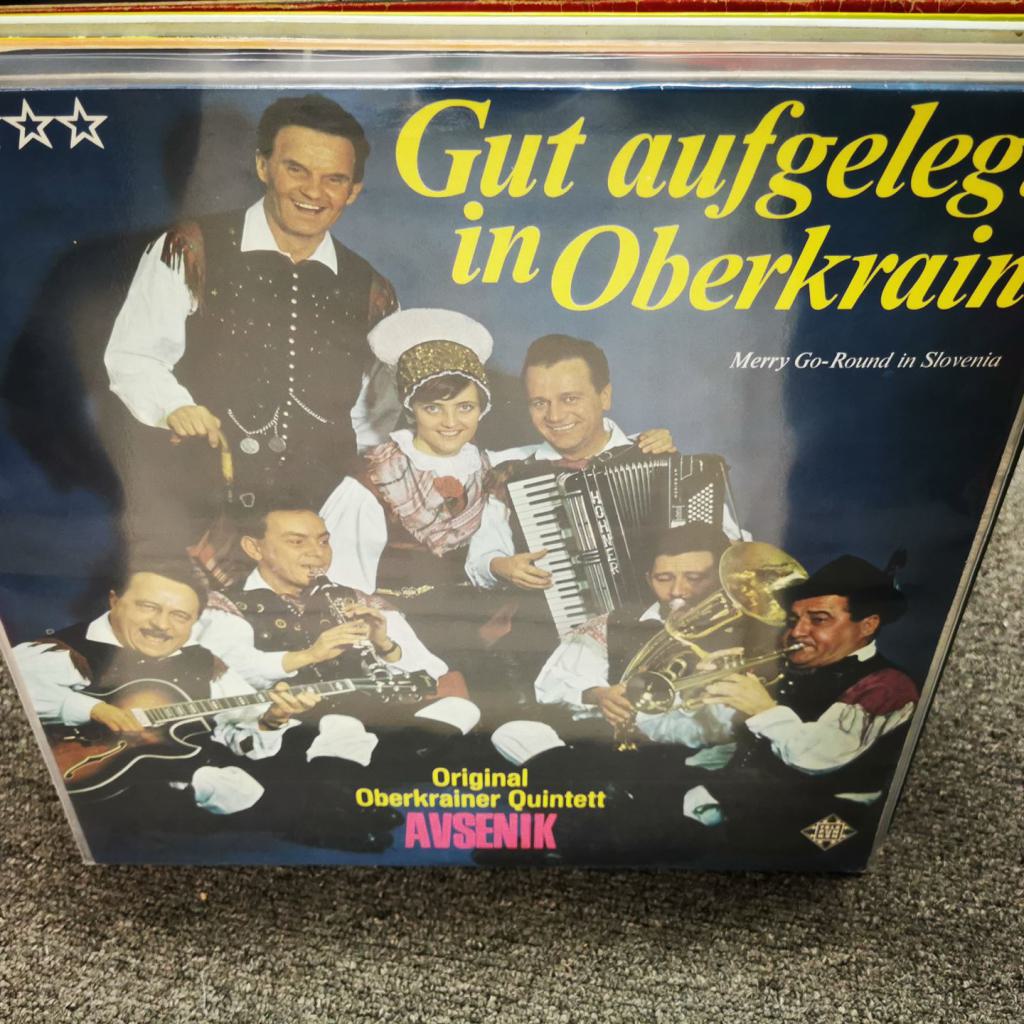 Gut aufgeleg
in Oberkrain
Merry Go-Round in Slovenia
HOHNER
Original
Oberkrainer Quintett
AVSENIK